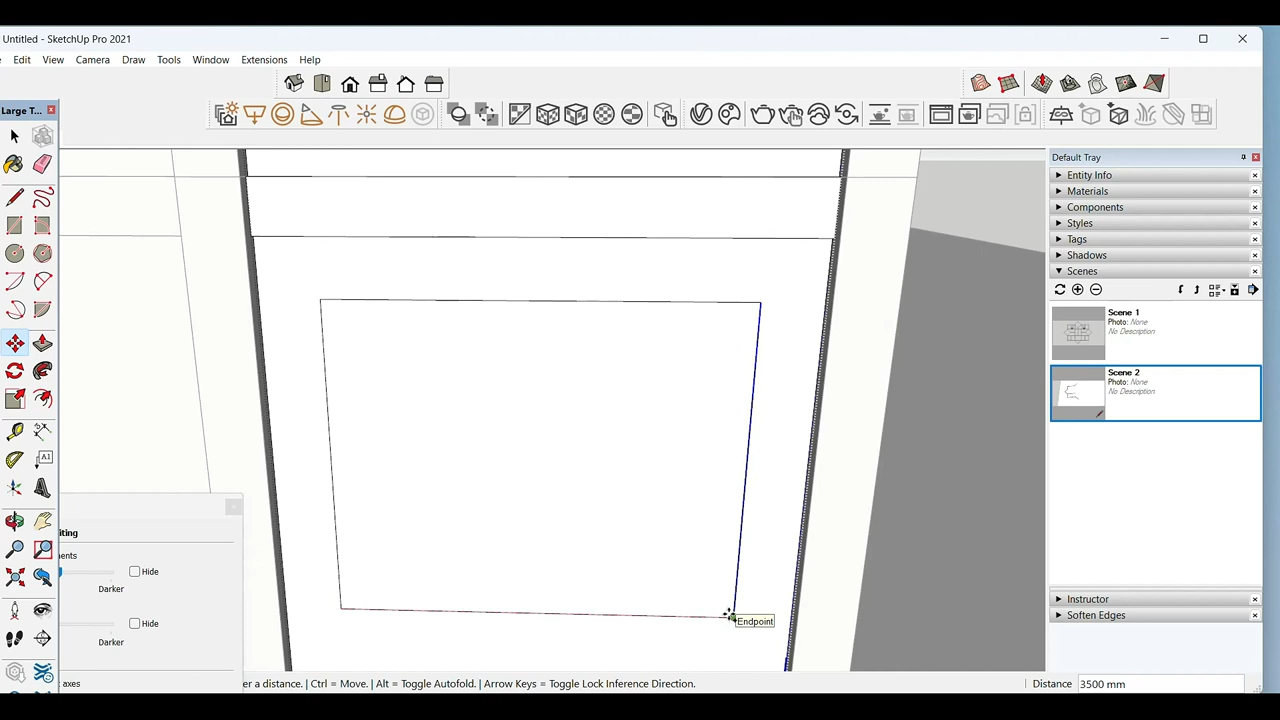 Untitled - SketchUp Pro 2021
Edit View Camera Draw Tools Window Extensions Help
Large T...
Default Tray
Entity Info
Materials
Components
Styles
Tags
Shadows
Scenes
Scene 1
Photo: None
No Description
Scene 2
Photo: None
No Description
A1
iting
ents
Hide
Darker
Hide
Darker
Endpoint
Instructor
Soften Edges
axes
er a distance. | Ctrl = Move. | Alt = Toggle Autofold. | Arrow Keys = Toggle Lock Inference Direction.
Distance 3500 mm